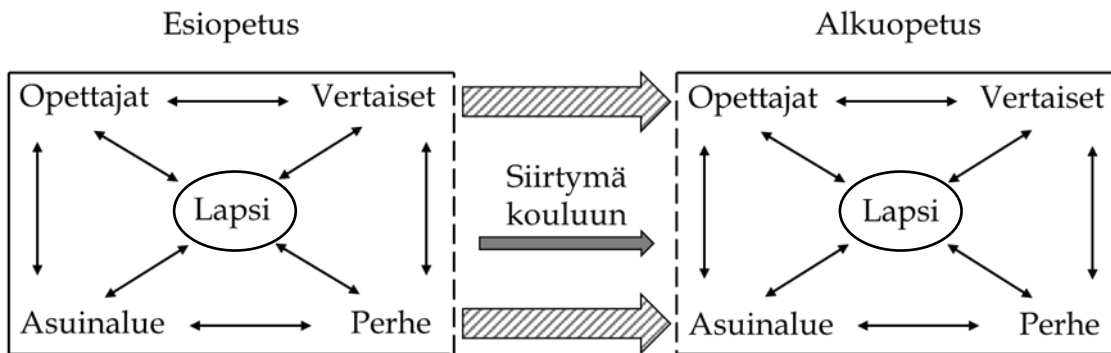 Esiopetus
Alkuopetus
Opettajat
Vertaiset
Lapsi
Asuinalue
Perhe
Siirtymä
kouluun
Opettajat
Vertaiset
Lapsi
Asuinalue
Perhe